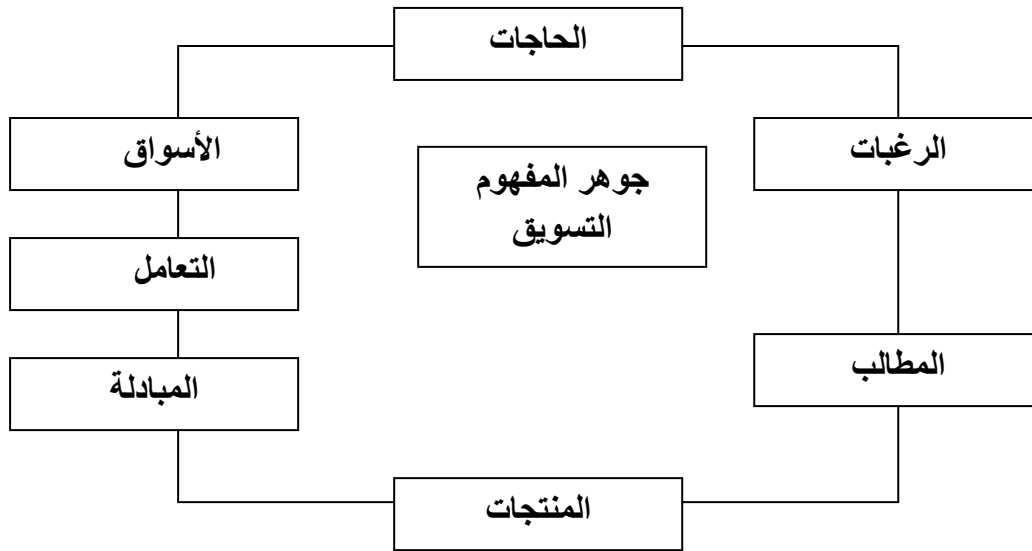 الحاجات
الرغبات
الأسواق
جوهر المفهوم
التسويق
التعامل
المطالب
المبادلة
المنتجات